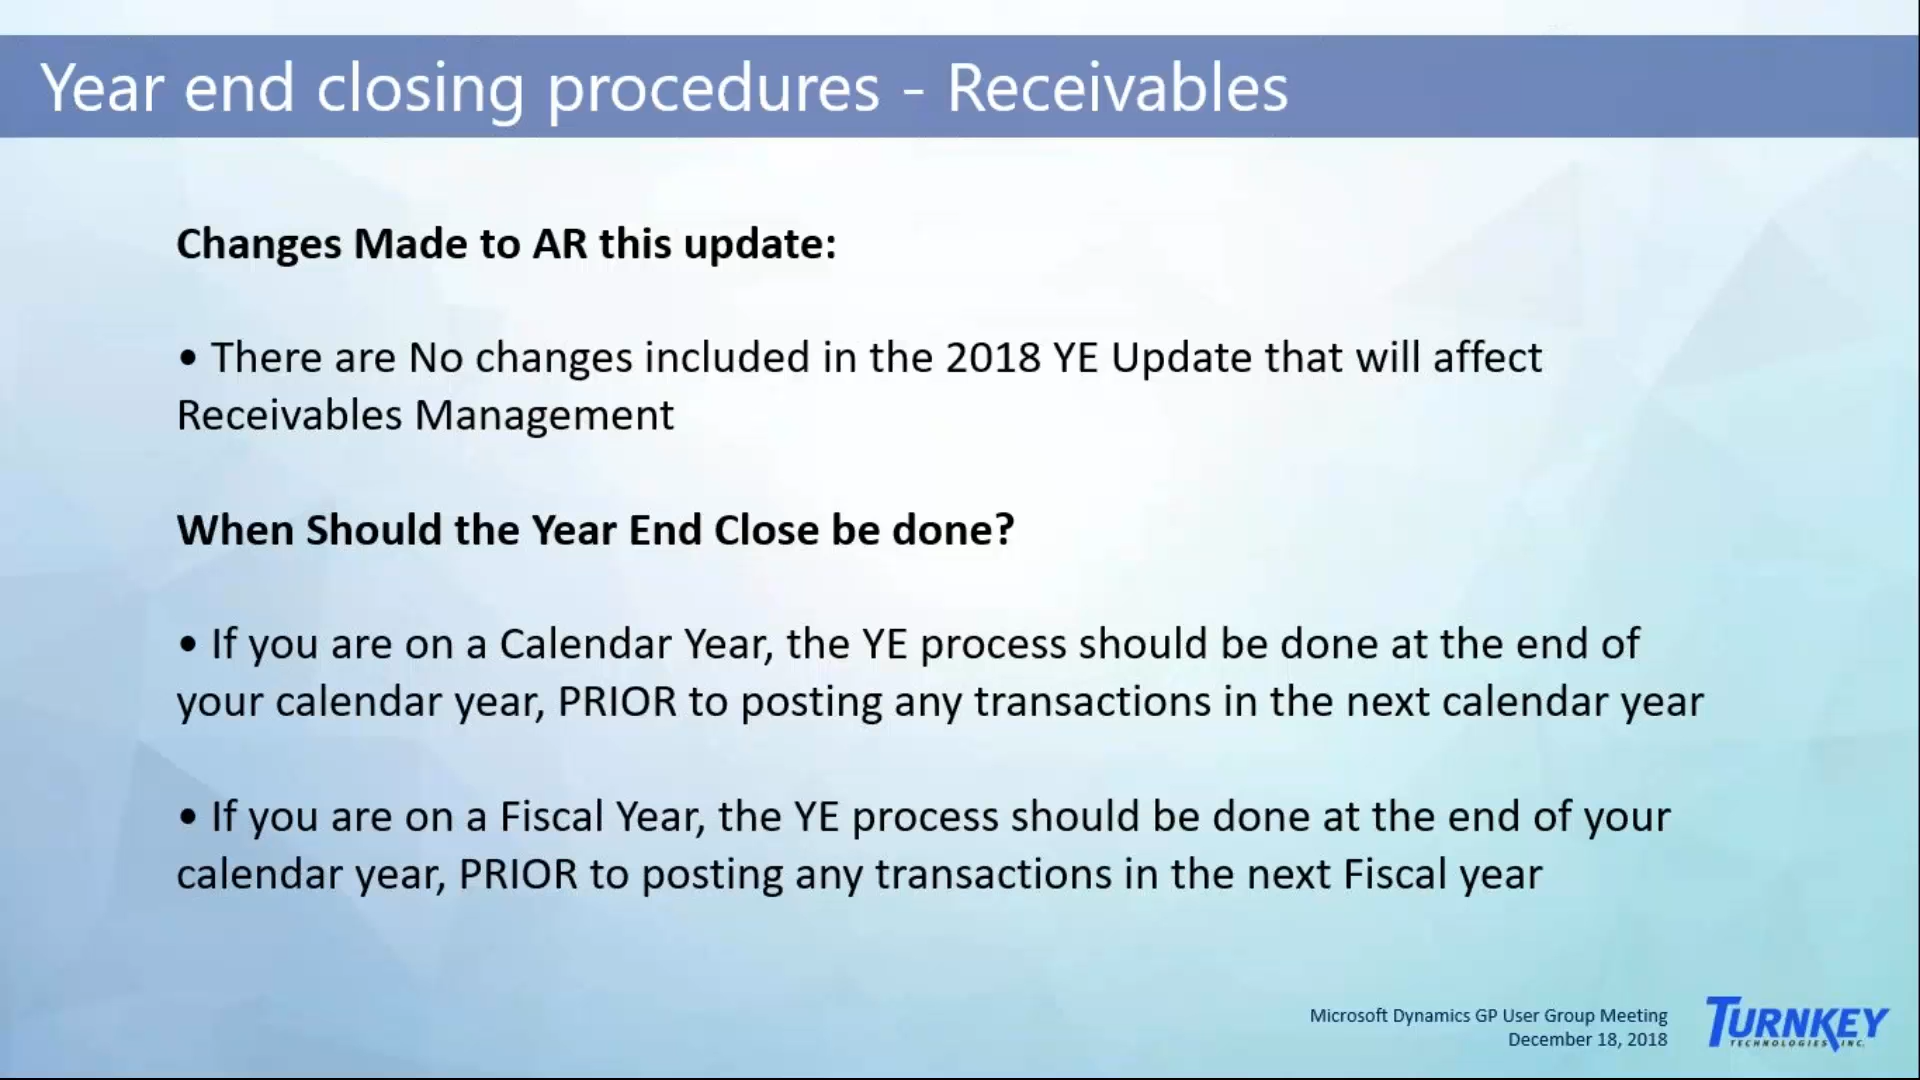 Year end closing procedures - Receivables
Changes Made to AR this update:
• There are No changes included in the 2018 YE Update that will affect
Receivables Management
When Should the Year End Close be done?
• If you are on a Calendar Year, the YE process should be done at the end of
your calendar year, PRIOR to posting any transactions in the next calendar year
• If you are on a Fiscal Year, the YE process should be done at the end of your
calendar year, PRIOR to posting any transactions in the next Fiscal year
Microsoft Dynamics GP User Group Meeting
December 18, 2018
TURNKEY
TECHNOLOGIES INC.